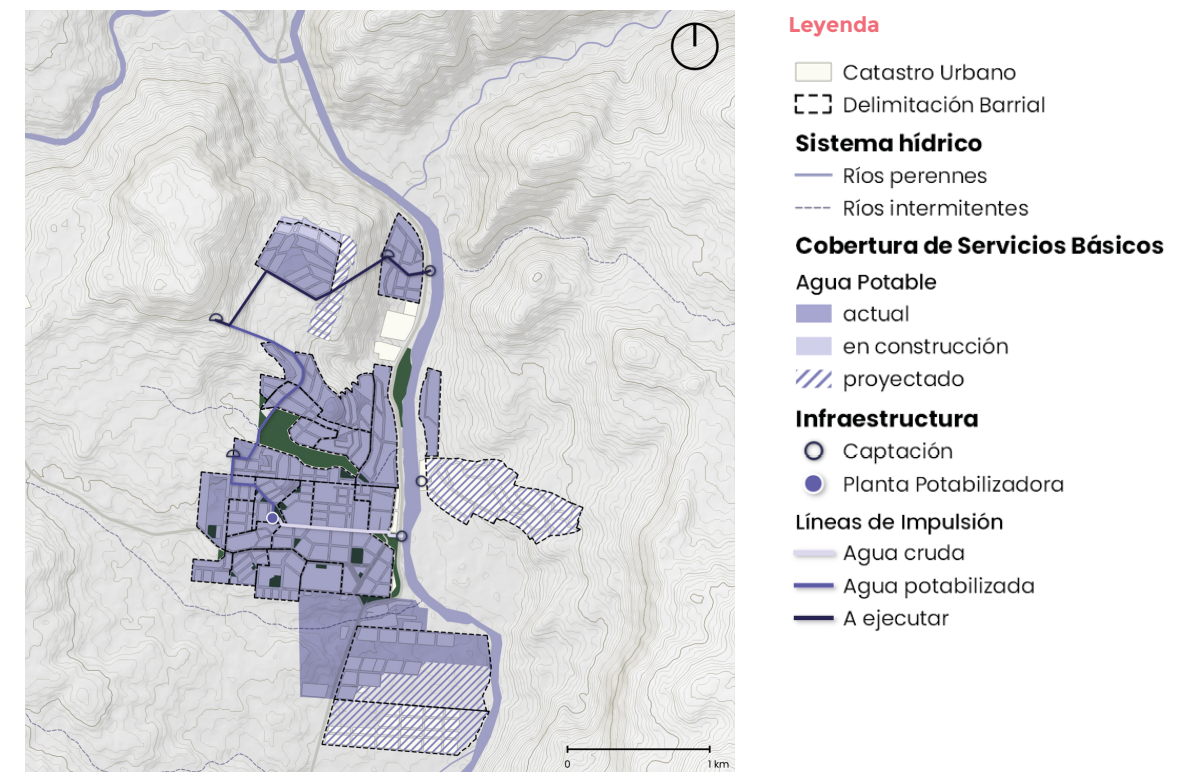 Leyenda
Catastro Urbano
Delimitación Barrial
Sistema hídrico
Ríos perennes
Ríos intermitentes
Cobertura de Servicios Básicos
Agua Potable
actual
en construcción
proyectado
Infraestructura
Captación
Planta Potabilizadora
Líneas de Impulsión
Agua cruda
Agua potabilizada
A ejecutar
0 1 km